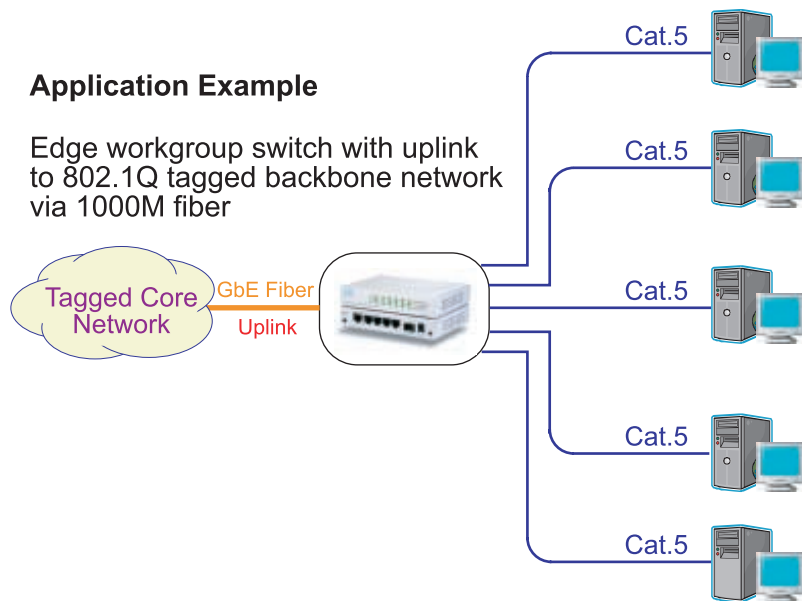 Application Example
Edge workgroup switch with uplink
to 802.1Q tagged backbone network
via 1000M fiber
Tagged Core
Network
GbE Fiber
Uplink
Cat.5
Cat.5
Cat.5
Cat.5
Cat.5